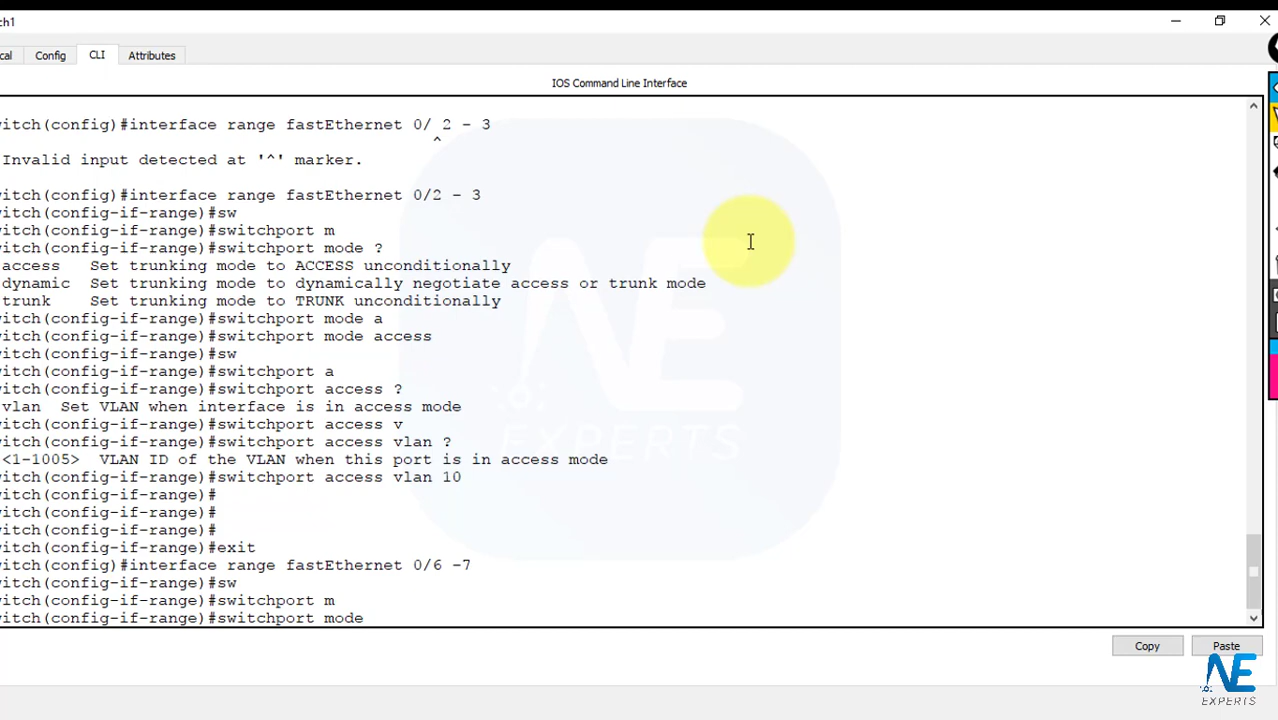 ch1
cal Config CLI Attributes
IOS Command Line Interface
itch(config)#interface range fastEthernet 0/ 2 - 3
^
Invalid input detected at '^' marker.
itch(config)#interface range fastEthernet 0/2 - 3
itch(config-if-range)#sw
itch(config-if-range)#switchport m
itch(config-if-range)#switchport mode ?
access Set trunking mode to ACCESS unconditionally
dynamic Set trunking mode to dynamically negotiate access or trunk mode
trunk Set trunking mode to TRUNK unconditionally
itch(config-if-range)#switchport mode a
itch(config-if-range)#switchport mode access
itch(config-if-range)#sw
itch(config-if-range)#switchport a
itch(config-if-range)#switchport access ?
vlan Set VLAN when interface is in access mode
itch(config-if-range)#switchport access v
itch(config-if-range)#switchport access vlan ?
<1-1005> VLAN ID of the VLAN when this port is in access mode
itch(config-if-range)#switchport access vlan 10
itch(config-if-range)#
itch(config-if-range)#
itch(config-if-range)#
itch(config-if-range)#exit
itch(config)#interface range fastEthernet 0/6 -7
itch(config-if-range)#sw
itch(config-if-range)#switchport m
itch(config-if-range)#switchport mode
Copy Paste
NE
EXPERTS
NE
EXPERTS